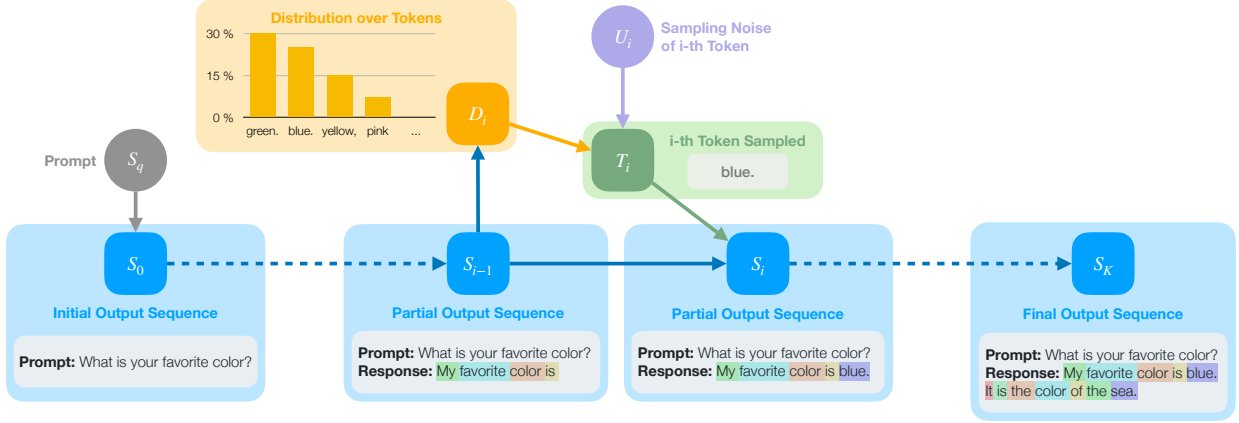 Distribution over Tokens
30 %
15 %
0 %
green. blue. yellow, pink ...
D_i
U_i
Sampling Noise
of i-th Token
Prompt
S_q
T_i
i-th Token Sampled
blue.
S_0
Initial Output Sequence
Prompt: What is your favorite color?
S_{i-1}
Partial Output Sequence
Prompt: What is your favorite color?
Response: My favorite color is
S_i
Partial Output Sequence
Prompt: What is your favorite color?
Response: My favorite color is blue.
S_K
Final Output Sequence
Prompt: What is your favorite color?
Response: My favorite color is blue.
It is the color of the sea.